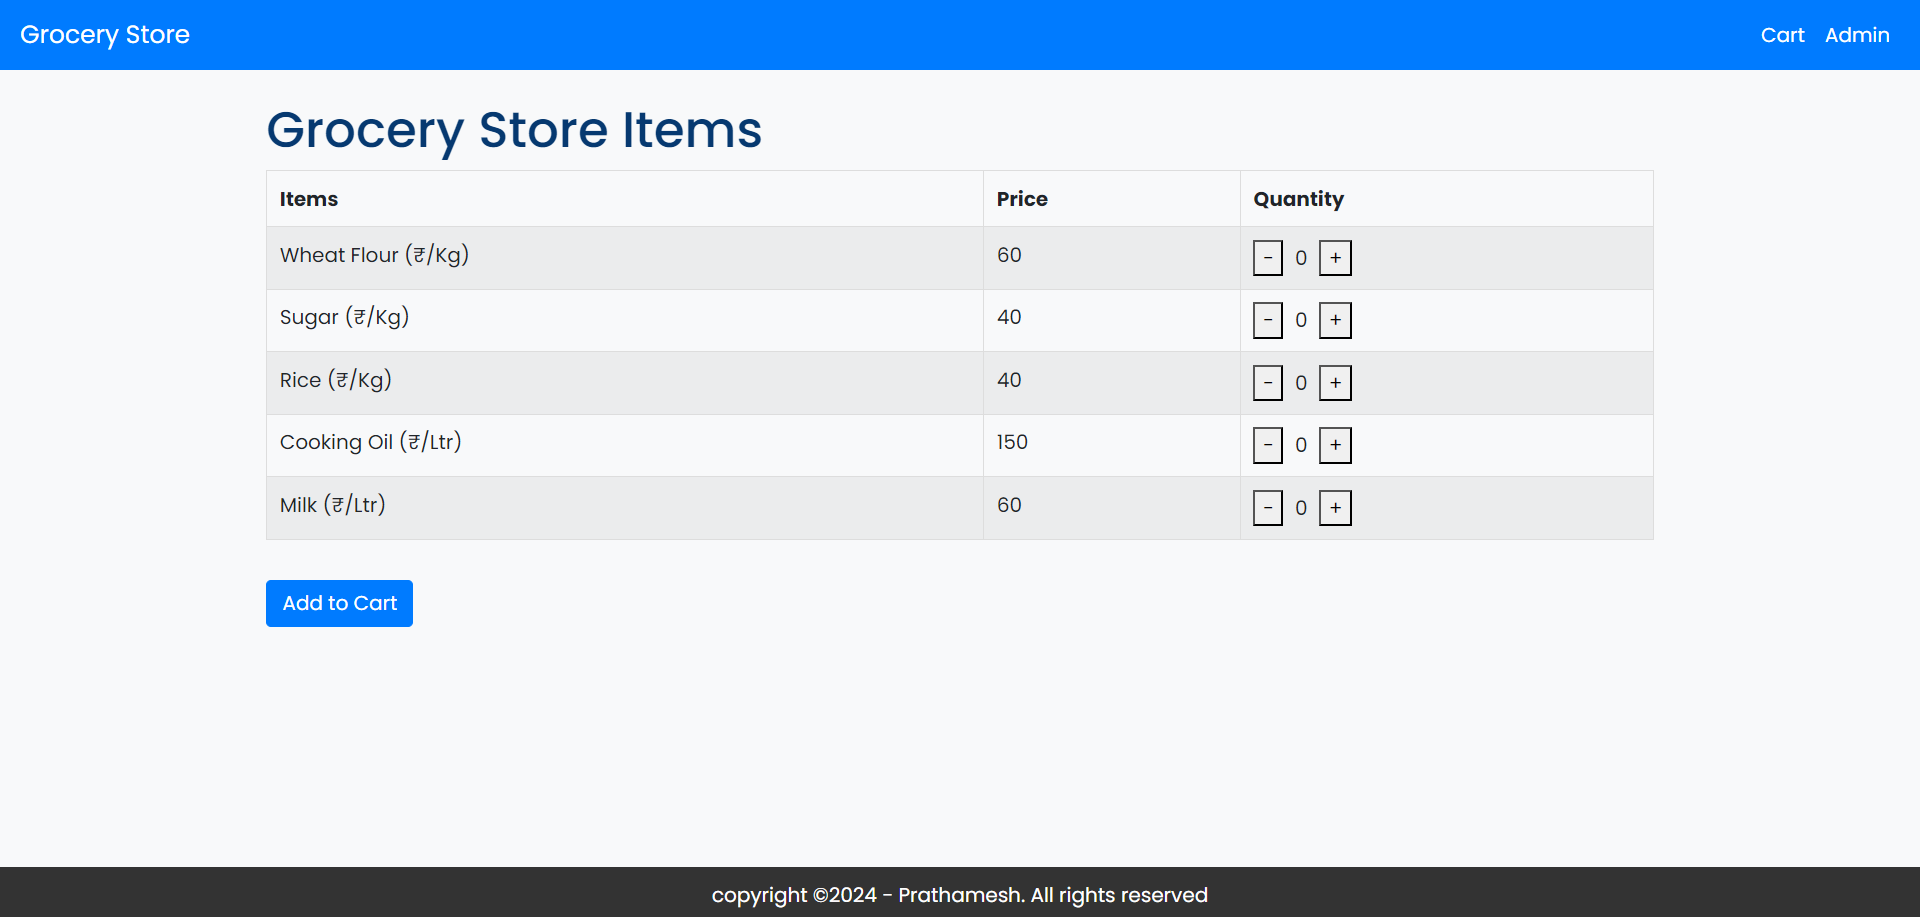 Grocery Store Cart Admin
Grocery Store Items
Items Price Quantity
Wheat Flour (₹/Kg) 60 - 0 +
Sugar (₹/Kg) 40 - 0 +
Rice (₹/Kg) 40 - 0 +
Cooking Oil (₹/Ltr) 150 - 0 +
Milk (₹/Ltr) 60 - 0 +
Add to Cart
copyright ©2024 - Prathamesh. All rights reserved